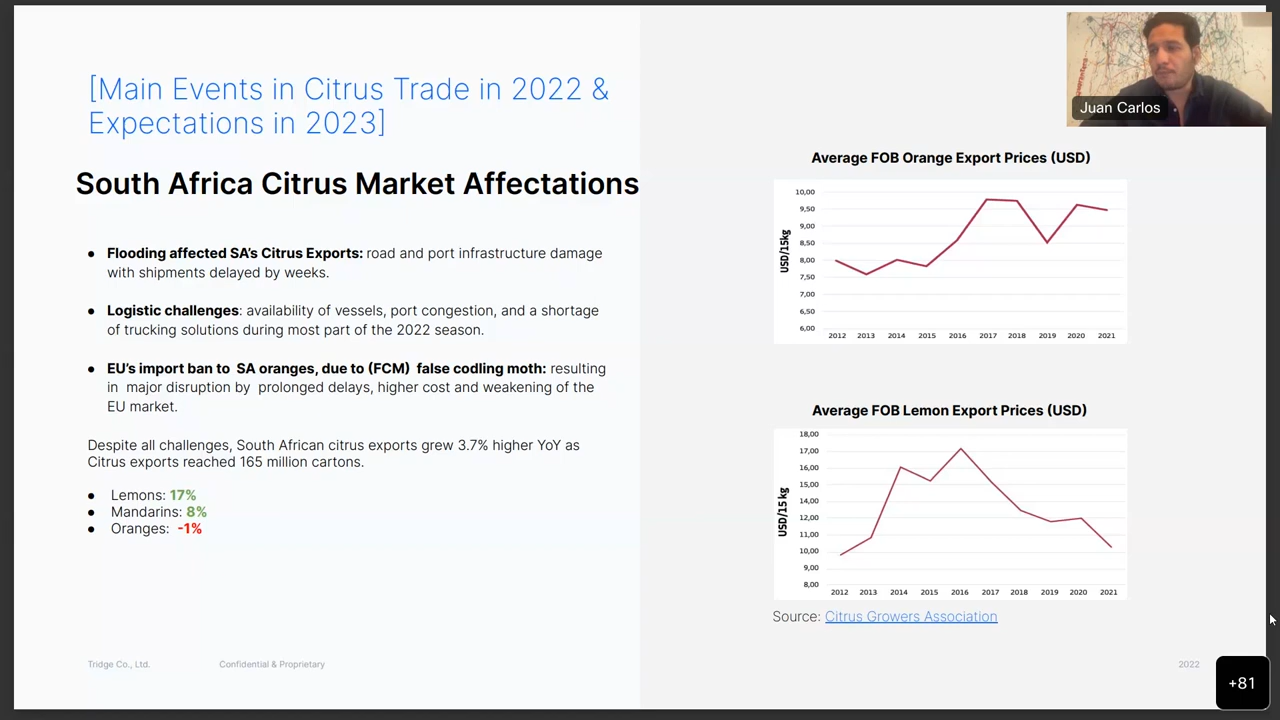 [Main Events in Citrus Trade in 2022 &
Expectations in 2023]
South Africa Citrus Market Affectations
● Flooding affected SA's Citrus Exports: road and port infrastructure damage
with shipments delayed by weeks.
● Logistic challenges: availability of vessels, port congestion, and a shortage
of trucking solutions during most part of the 2022 season.
● EU's import ban to SA oranges, due to (FCM) false codling moth: resulting
in major disruption by prolonged delays, higher cost and weakening of the
EU market.
Despite all challenges, South African citrus exports grew 3.7% higher YoY as
Citrus exports reached 165 million cartons.
● Lemons: 17%
● Mandarins: 8%
● Oranges: -1%
Tridge Co., Ltd.
Confidential & Proprietary
Juan Carlos
Average FOB Orange Export Prices (USD)
USD/15kg
10,00
9,50
9,00
8,50
8,00
7,50
7,00
6,50
6,00
2012 2013 2014 2015 2016 2017 2018 2019 2020 2021
Average FOB Lemon Export Prices (USD)
USD/15 kg
18,00
17,00
16,00
15,00
14,00
12,00
11,00
10,00
9,00
8,00
2012 2013 2014 2015 2016 2017 2018 2019 2020 2021
Source: Citrus Growers Association
2022
+81